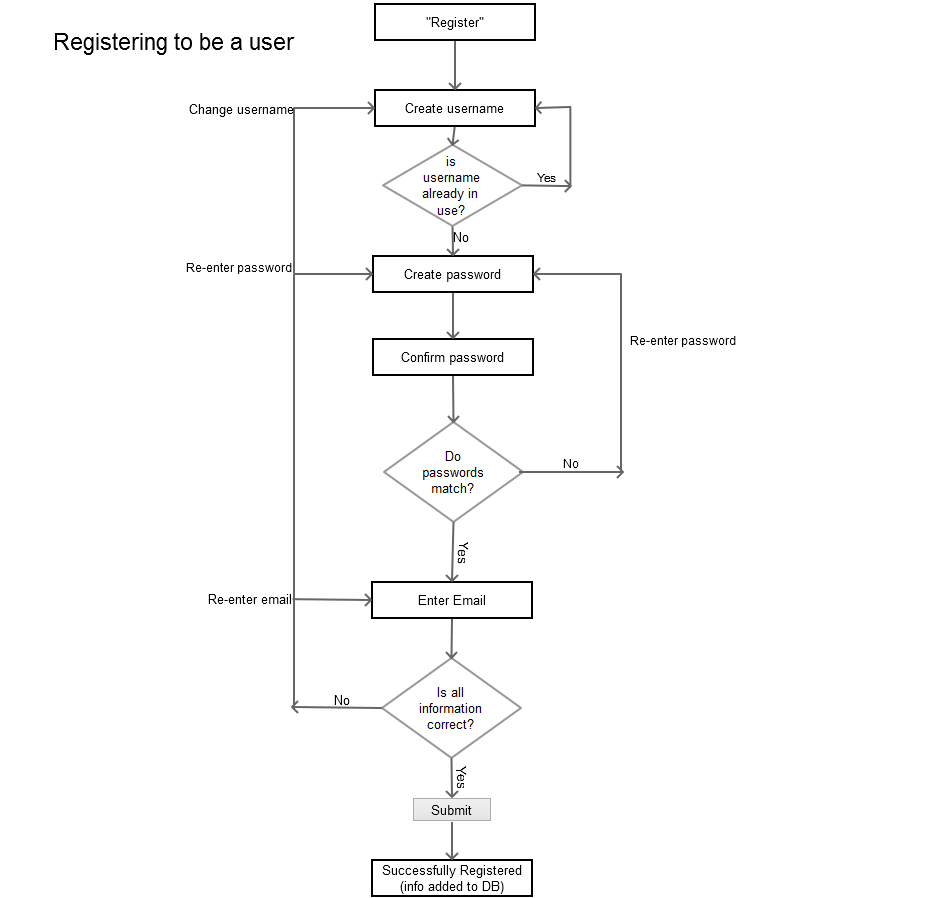 "Register"
Registering to be a user
Change username
Create username
is
username
already in
use?
Yes
No
Re-enter password
Create password
Re-enter password
Confirm password
Do
passwords
match?
No
Yes
Re-enter email
Enter Email
Is all
information
correct?
No
Yes
Submit
Successfully Registered
(info added to DB)